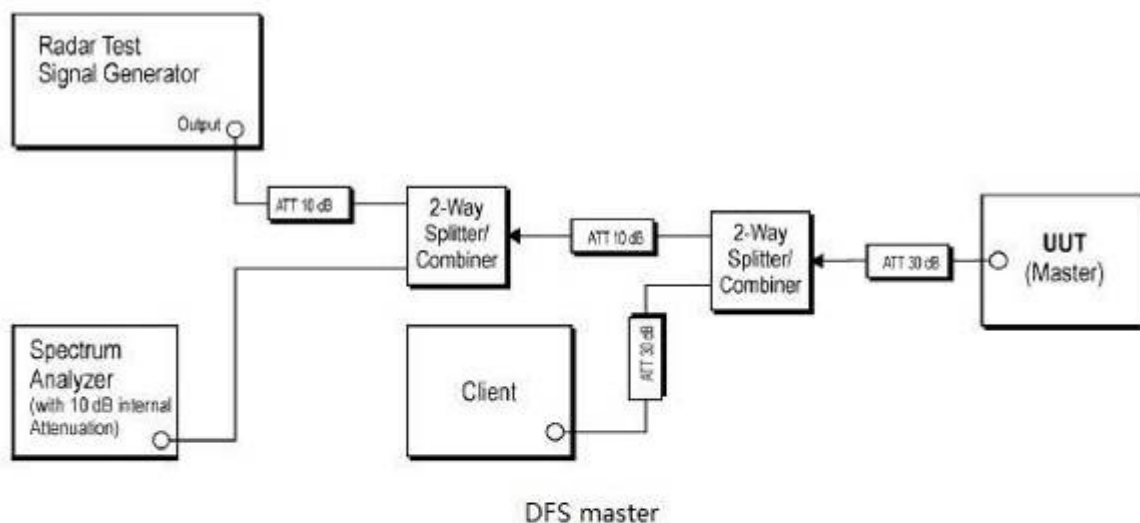 Radar Test
Signal Generator
Output
ATT 10 dB
2-Way
Splitter/
Combiner
ATT 10 dB
2-Way
Splitter/
Combiner
ATT 30 dB
UUT
(Master)
Spectrum
Analyzer
(with 10 dB internal
Attenuation)
Client
ATT 30 dB
DFS master